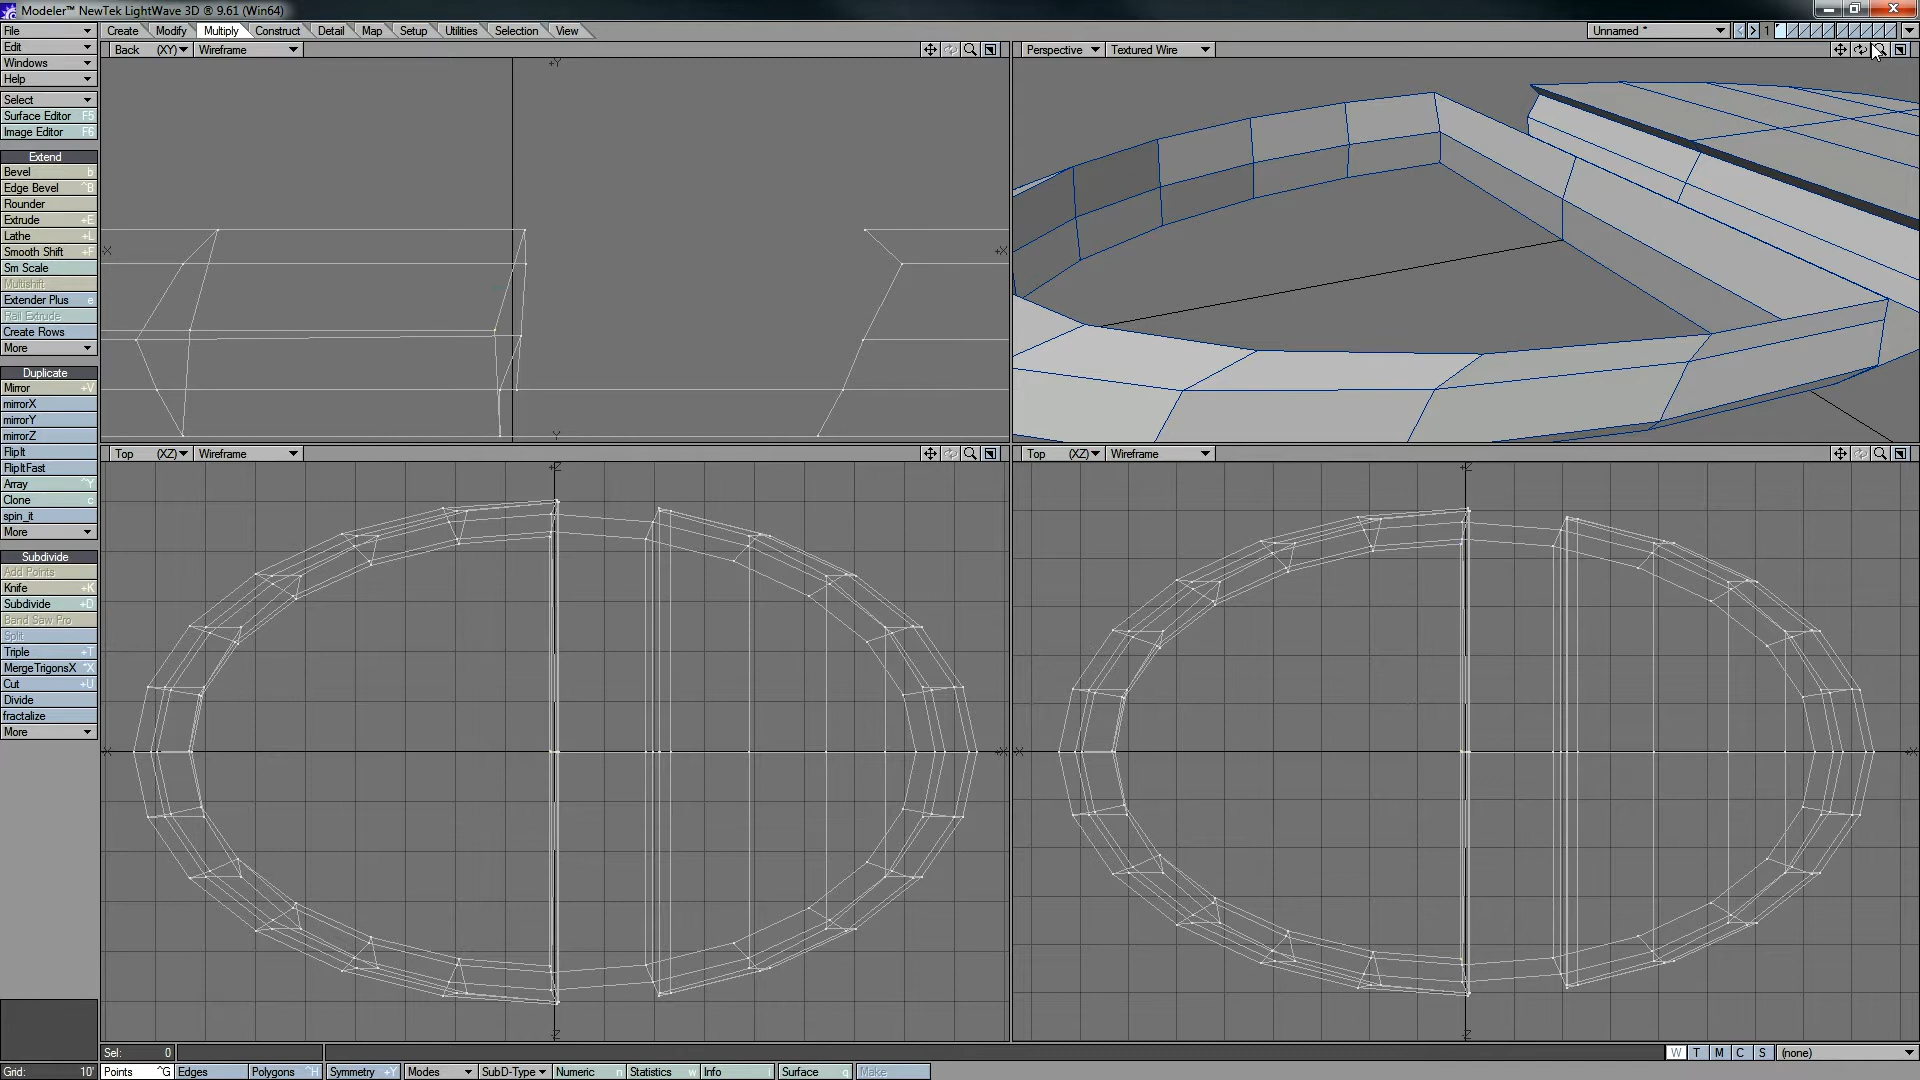 Modeler™ NewTek LightWave 3D ® 9.61 (Win64)
File
Create Modify Multiply Construct Detail Map Setup Utilities Selection View
Unnamed *
1
Edit
Back (XY) Wireframe
Perspective Textured Wire
Windows
Help
Select
Surface Editor F5
Image Editor F6
Extend
Bevel b
Edge Bevel ^B
Rounder
Extrude +E
Lathe +L
Smooth Shift +F
Sm Scale
Multishift
Extender Plus e
Rail Extrude
Create Rows
More
Duplicate
Mirror +V
mirrorX
mirrorY
mirrorZ
FlipIt
FlipItFast
Array ^Y
Clone c
spin_it
More
Subdivide
Add Points
Knife +K
Subdivide +D
Band Saw Pro
Split
Triple +T
MergeTrigonsX ^X
Cut +U
Divide
fractalize
More
+Y
+X
Top (XZ) Wireframe
Top (XZ) Wireframe
Sel: 0
W T M C S (none)
Grid: 10'
Points ^G Edges Polygons ^H Symmetry +Y Modes SubD-Type Numeric n Statistics w Info i Surface q Make